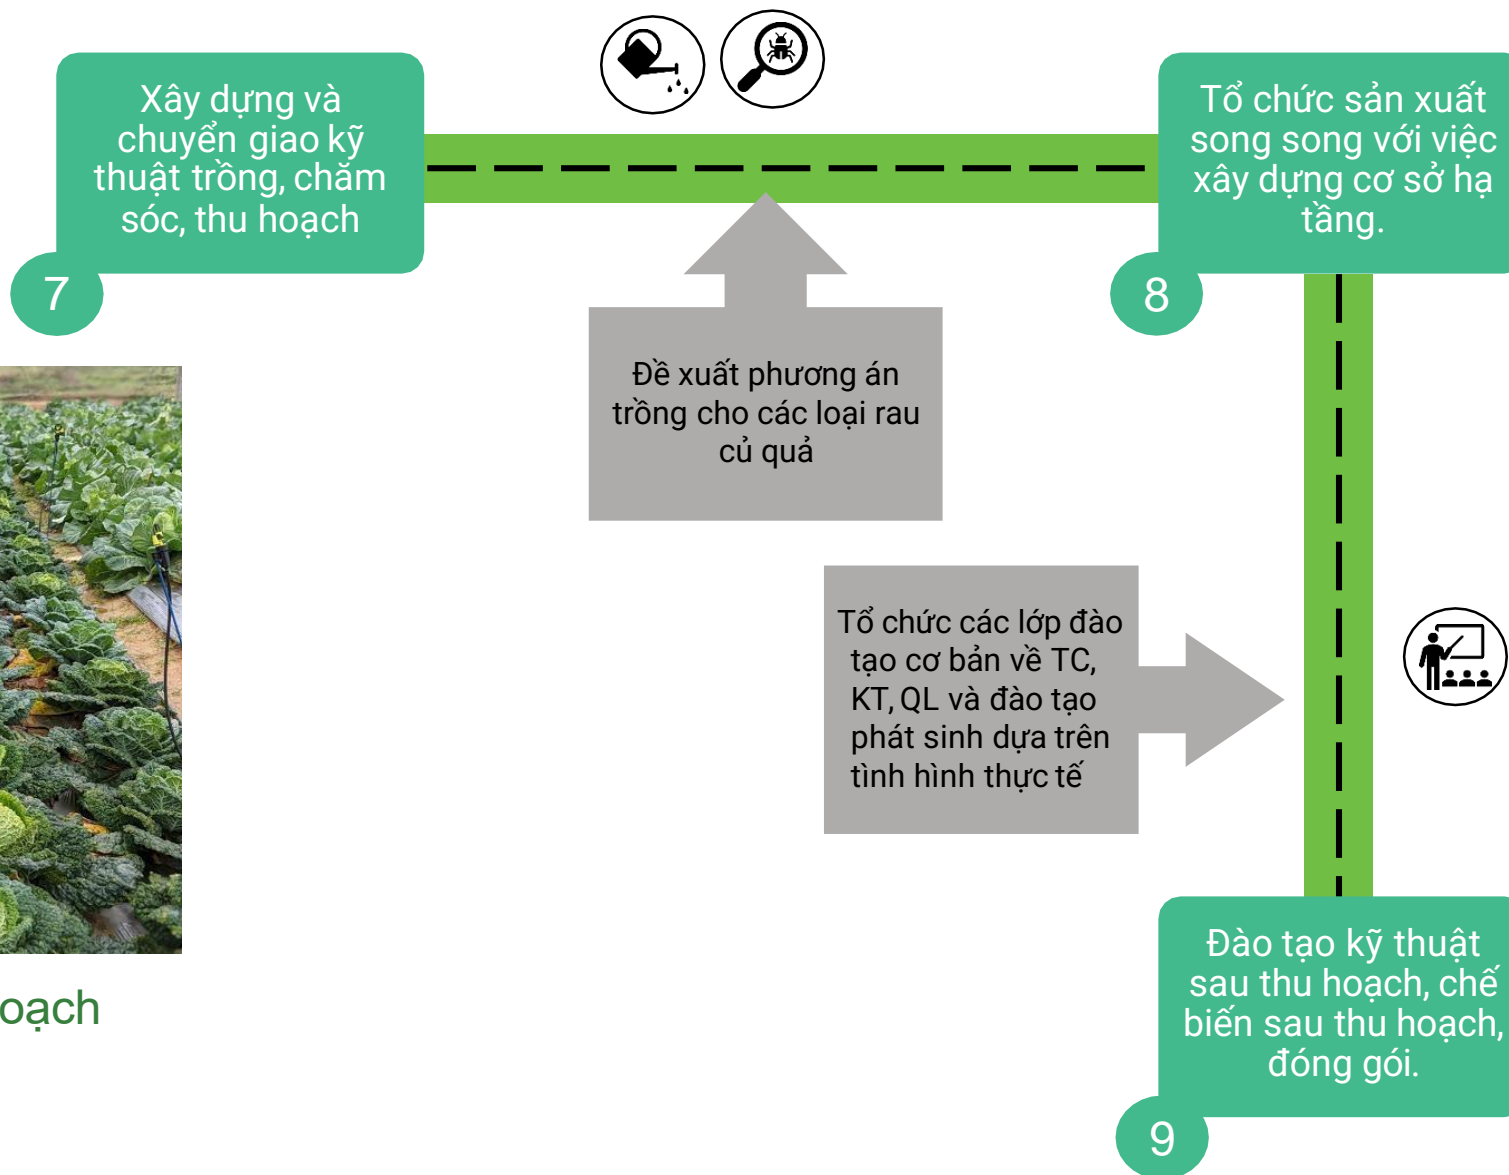 Xây dựng và
chuyển giao kỹ
thuật trồng, chăm
sóc, thu hoạch
7
Tổ chức sản xuất
song song với việc
xây dựng cơ sở hạ
tầng.
8
Đề xuất phương án
trồng cho các loại rau
củ quả
Tổ chức các lớp đào
tạo cơ bản về TC,
KT, QL và đào tạo
phát sinh dựa trên
tình hình thực tế
oạch
Đào tạo kỹ thuật
sau thu hoạch, chế
biến sau thu hoạch,
đóng gói.
9